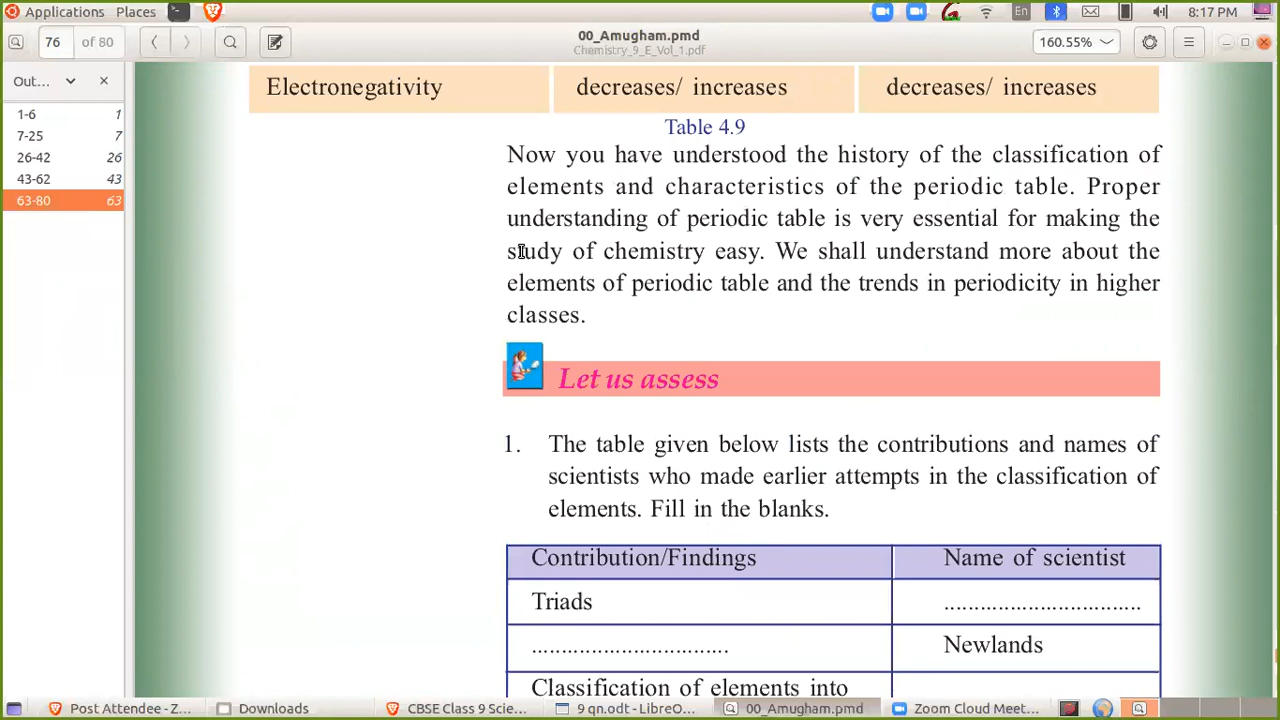 Applications Places En 8:17 PM
76 of 80 00_Amugham.pmd 160.55%
Chemistry_9_E_Vol_1.pdf
Out...
1-6 1
7-25 7
26-42 26
43-62 43
63-80 63
Electronegativity decreases/ increases decreases/ increases
Table 4.9
Now you have understood the history of the classification of
elements and characteristics of the periodic table. Proper
understanding of periodic table is very essential for making the
study of chemistry easy. We shall understand more about the
elements of periodic table and the trends in periodicity in higher
classes.
Let us assess
1. The table given below lists the contributions and names of
scientists who made earlier attempts in the classification of
elements. Fill in the blanks.
Contribution/Findings Name of scientist
Triads ................................
................................ Newlands
Classification of elements into
Post Attendee - Z... Downloads CBSE Class 9 Scie... 9 qn.odt - LibreO... 00_Amugham.pmd Zoom Cloud Meet...